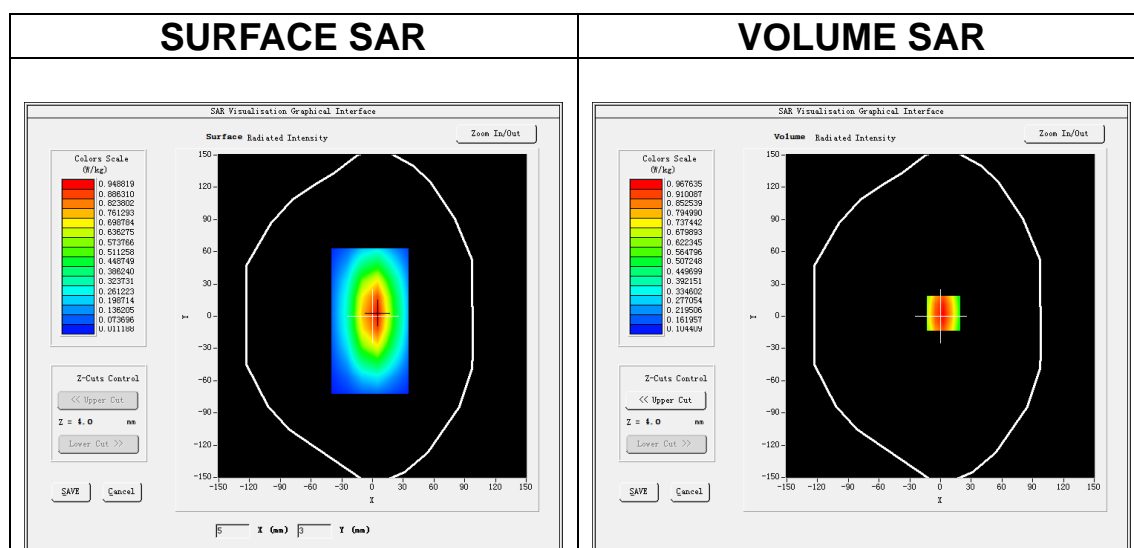 SURFACE SAR
SAR Visualisation Graphical Interface
Surface Radiated Intensity
Zoom In/Out
Colors Scale
(W/kg)
0.948819
0.886310
0.823802
0.761293
0.698784
0.636275
0.573766
0.511258
0.448749
0.386240
0.323731
0.261223
0.198714
0.136205
0.073696
0.011188
Z-Cuts Control
<< Upper Cut
Z = 4.0 mm
Lower Cut >>
SAVE Cancel
150
120
90
60
30
0
-30
-60
-90
-120
-150
Y
-150 -120 -90 -60 -30 0 30 60 90 120 150
X
5 X (mm) 3 Y (mm)
VOLUME SAR
SAR Visualisation Graphical Interface
Volume Radiated Intensity
Zoom In/Out
Colors Scale
(W/kg)
0.967635
0.910087
0.852539
0.794990
0.737442
0.679893
0.622345
0.564796
0.507248
0.449699
0.392151
0.334602
0.277054
0.219506
0.161957
0.104409
Z-Cuts Control
<< Upper Cut
Z = 4.0 mm
Lower Cut >>
SAVE Cancel
150
120
90
60
30
0
-30
-60
-90
-120
-150
Y
-150 -120 -90 -60 -30 0 30 60 90 120 150
X